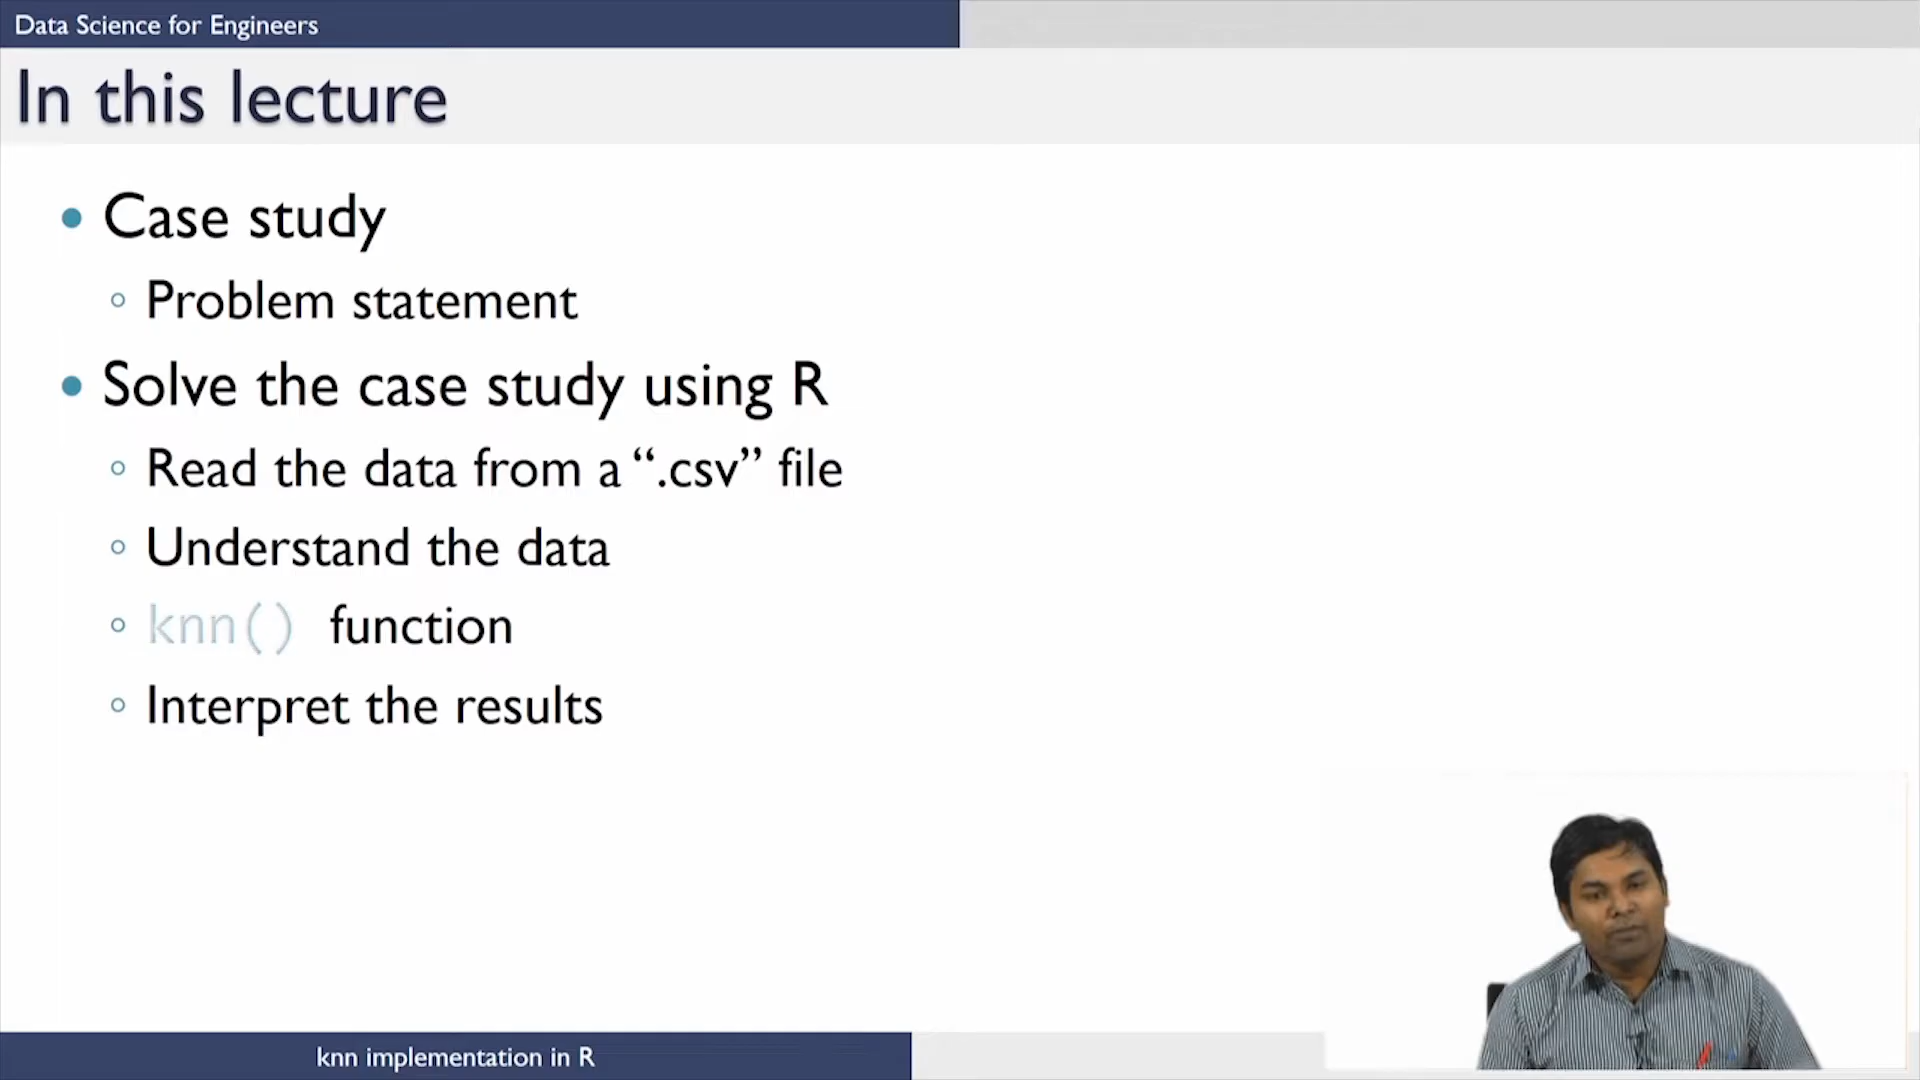 Data Science for Engineers
In this lecture
• Case study
◦ Problem statement
• Solve the case study using R
◦ Read the data from a “.csv” file
◦ Understand the data
◦ knn() function
◦ Interpret the results
knn implementation in R